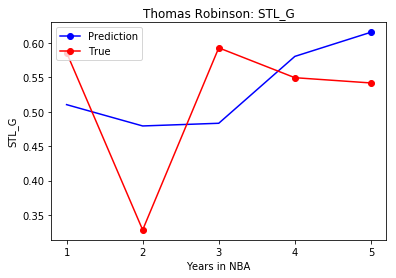 Thomas Robinson: STL_G
Prediction
True
0.60
0.55
0.50
0.45
0.40
0.35
STL_G
1 2 3 4 5
Years in NBA